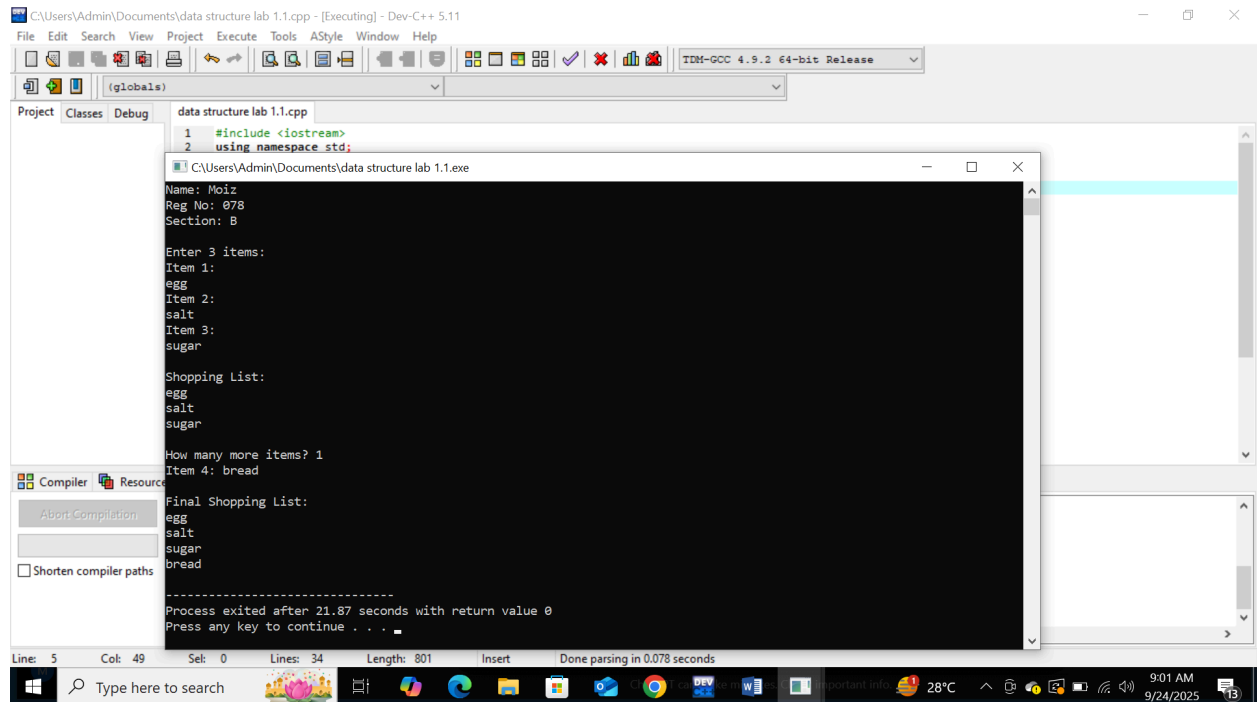 C:\Users\Admin\Documents\data structure lab 1.1.cpp - [Executing] - Dev-C++ 5.11
File Edit Search View Project Execute Tools AStyle Window Help
TDM-GCC 4.9.2 64-bit Release
(globals)
Project Classes Debug data structure lab 1.1.cpp
1 #include <iostream>
2 using namespace std;
C:\Users\Admin\Documents\data structure lab 1.1.exe
Name: Moiz
Reg No: 078
Section: B
Enter 3 items:
Item 1:
egg
Item 2:
salt
Item 3:
sugar
Shopping List:
egg
salt
sugar
How many more items? 1
Item 4: bread
Final Shopping List:
egg
salt
sugar
bread
--------------------------------
Process exited after 21.87 seconds with return value 0
Press any key to continue . . .
Compiler Resource
Abort Compilation
Shorten compiler paths
Line: 5 Col: 49 Sel: 0 Lines: 34 Length: 801 Insert Done parsing in 0.078 seconds
Type here to search
DEV
1
28°C
9:01 AM
9/24/2025
13